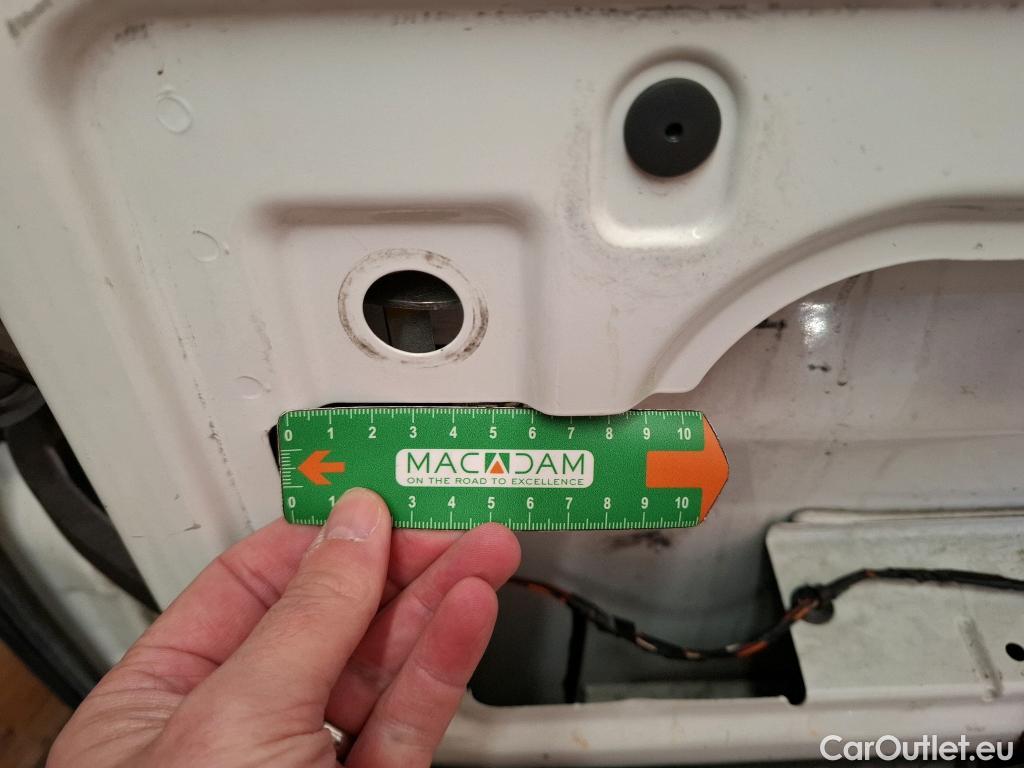 0 1 2 3 4 5 6 7 8 9 10
MACADAM
ON THE ROAD TO EXCELLENCE
0 1 3 4 5 6 7 8 9 10
CarOutlet.eu